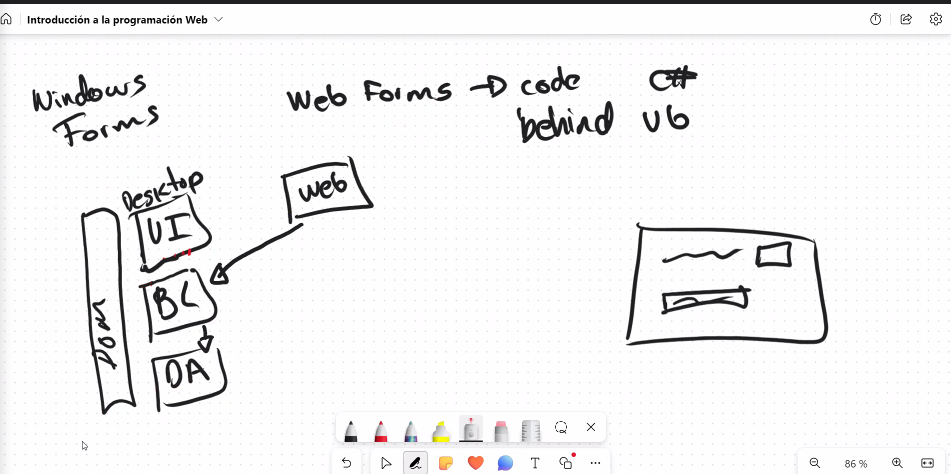 Introducción a la programación Web
Windows
Forms
Web Forms → code C#
behind VB
Desktop
UI
Web
BL
DA
Dom
86 %